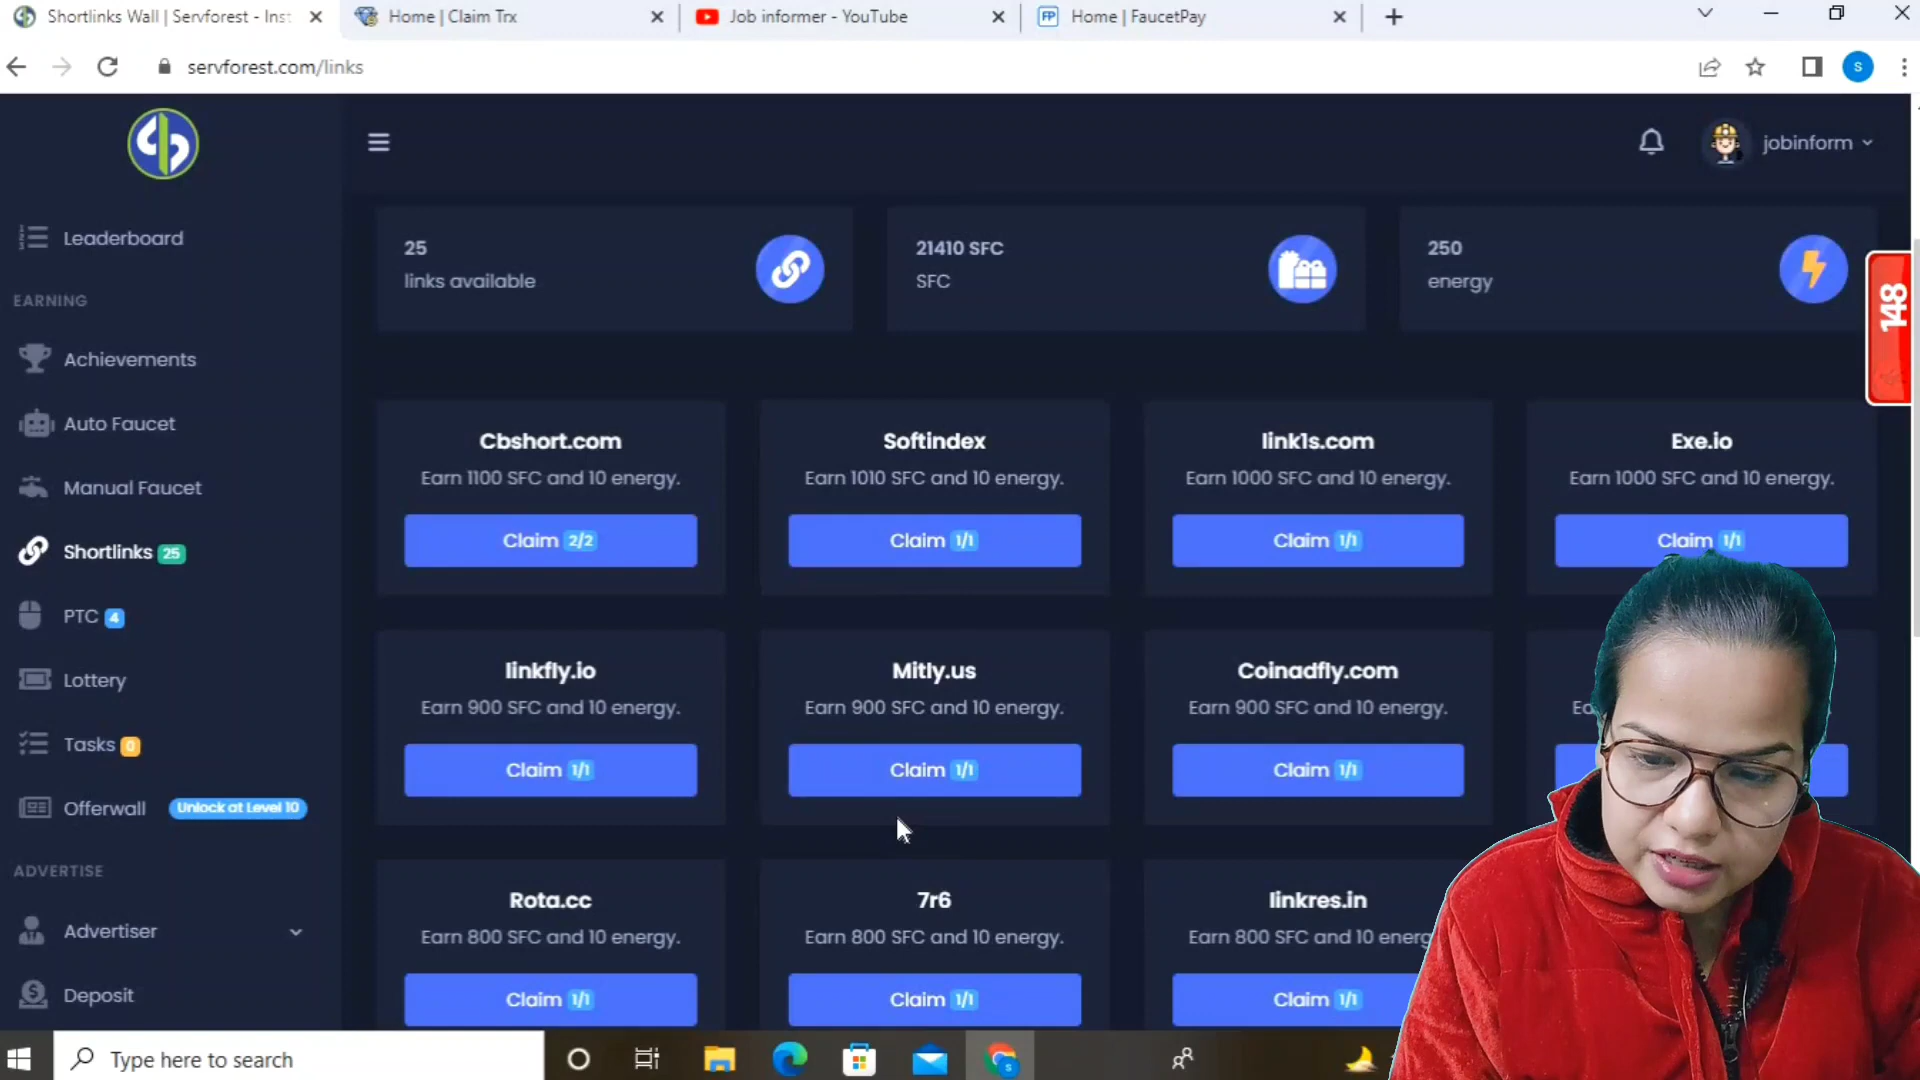 Shortlinks Wall | Servforest - Inst
Home | Claim Trx
Job informer - YouTube
Home | FaucetPay
servforest.com/links
S
jobinform
Leaderboard
EARNING
Achievements
Auto Faucet
Manual Faucet
Shortlinks 25
PTC 4
Lottery
Tasks 0
Offerwall Unlock at Level 10
ADVERTISE
Advertiser
Deposit
25
links available
21410 SFC
SFC
250
energy
148
Cbshort.com
Earn 1100 SFC and 10 energy.
Claim 2/2
Softindex
Earn 1010 SFC and 10 energy.
Claim 1/1
link1s.com
Earn 1000 SFC and 10 energy.
Claim 1/1
Exe.io
Earn 1000 SFC and 10 energy.
Claim 1/1
linkfly.io
Earn 900 SFC and 10 energy.
Claim 1/1
Mitly.us
Earn 900 SFC and 10 energy.
Claim 1/1
Coinadfly.com
Earn 900 SFC and 10 energy.
Claim 1/1
Rota.cc
Earn 800 SFC and 10 energy.
Claim 1/1
7r6
Earn 800 SFC and 10 energy.
Claim 1/1
linkres.in
Earn 800 SFC and 10 energ
Claim 1/1
Type here to search